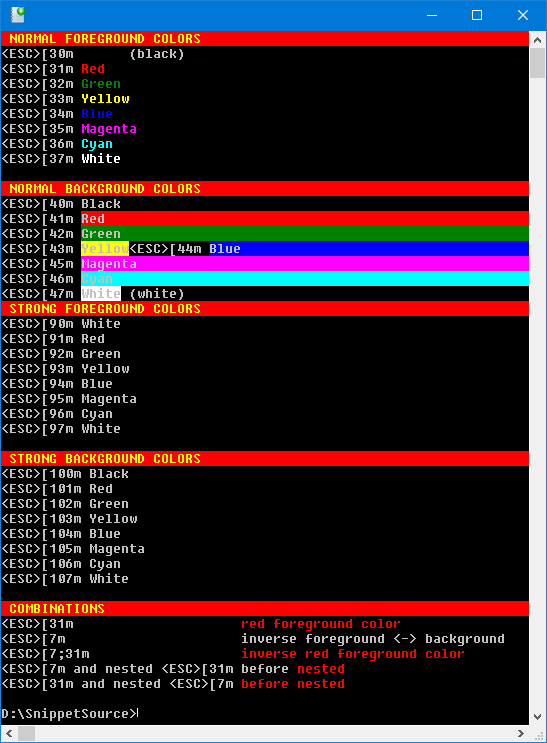 NORMAL FOREGROUND COLORS
<ESC>[30m (black)
<ESC>[31m Red
<ESC>[32m Green
<ESC>[33m Yellow
<ESC>[34m Blue
<ESC>[35m Magenta
<ESC>[36m Cyan
<ESC>[37m White
NORMAL BACKGROUND COLORS
<ESC>[40m Black
<ESC>[41m Red
<ESC>[42m Green
<ESC>[43m Yellow<ESC>[44m Blue
<ESC>[45m Magenta
<ESC>[46m Cyan
<ESC>[47m White (white)
STRONG FOREGROUND COLORS
<ESC>[90m White
<ESC>[91m Red
<ESC>[92m Green
<ESC>[93m Yellow
<ESC>[94m Blue
<ESC>[95m Magenta
<ESC>[96m Cyan
<ESC>[97m White
STRONG BACKGROUND COLORS
<ESC>[100m Black
<ESC>[101m Red
<ESC>[102m Green
<ESC>[103m Yellow
<ESC>[104m Blue
<ESC>[105m Magenta
<ESC>[106m Cyan
<ESC>[107m White
COMBINATIONS
<ESC>[31m red foreground color
<ESC>[7m inverse foreground <-> background
<ESC>[7;31m inverse red foreground color
<ESC>[7m and nested <ESC>[31m before nested
<ESC>[31m and nested <ESC>[7m before nested
D:\SnippetSource>